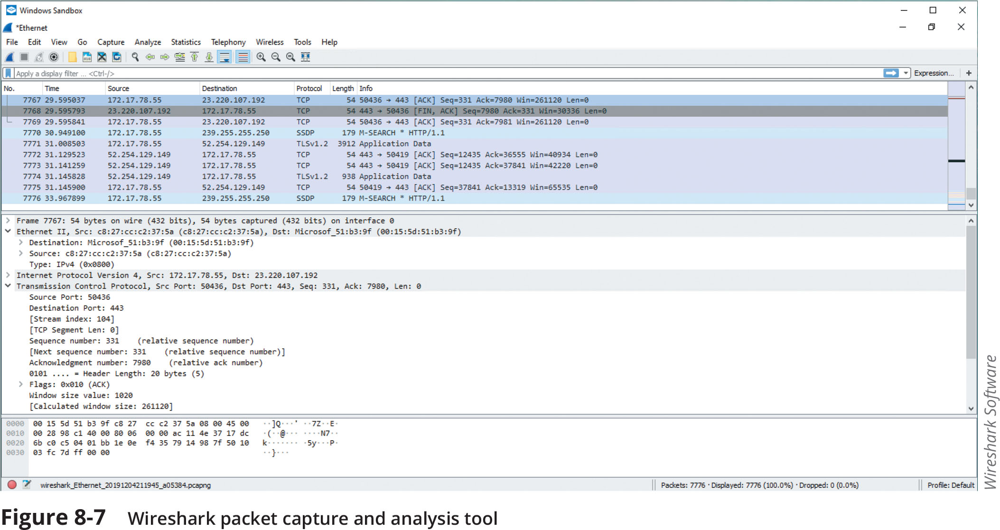 Windows Sandbox
*Ethernet
File Edit View Go Capture Analyze Statistics Telephony Wireless Tools Help
Apply a display filter ... <Ctrl-/> Expression... +
No. Time Source Destination Protocol Length Info
7767 29.595037 172.17.78.55 23.220.107.192 TCP 54 50436 → 443 [ACK] Seq=331 Ack=7980 Win=261120 Len=0
7768 29.595793 23.220.107.192 172.17.78.55 TCP 54 443 → 50436 [FIN, ACK] Seq=7980 Ack=331 Win=30336 Len=0
7769 29.595841 172.17.78.55 23.220.107.192 TCP 54 50436 → 443 [ACK] Seq=331 Ack=7981 Win=261120 Len=0
7770 30.949100 172.17.78.55 239.255.255.250 SSDP 179 M-SEARCH * HTTP/1.1
7771 31.008503 172.17.78.55 52.254.129.149 TLSv1.2 3912 Application Data
7772 31.129523 52.254.129.149 172.17.78.55 TCP 54 443 → 50419 [ACK] Seq=12435 Ack=36555 Win=40934 Len=0
7773 31.141259 52.254.129.149 172.17.78.55 TCP 54 443 → 50419 [ACK] Seq=12435 Ack=37841 Win=42220 Len=0
7774 31.145828 52.254.129.149 172.17.78.55 TLSv1.2 938 Application Data
7775 31.145900 172.17.78.55 52.254.129.149 TCP 54 50419 → 443 [ACK] Seq=37841 Ack=13319 Win=65535 Len=0
7776 33.967899 172.17.78.55 239.255.255.250 SSDP 179 M-SEARCH * HTTP/1.1
Frame 7767: 54 bytes on wire (432 bits), 54 bytes captured (432 bits) on interface 0
Ethernet II, Src: c8:27:cc:c2:37:5a (c8:27:cc:c2:37:5a), Dst: Microsof_51:b3:9f (00:15:5d:51:b3:9f)
Destination: Microsof_51:b3:9f (00:15:5d:51:b3:9f)
Source: c8:27:cc:c2:37:5a (c8:27:cc:c2:37:5a)
Type: IPv4 (0x0800)
Internet Protocol Version 4, Src: 172.17.78.55, Dst: 23.220.107.192
Transmission Control Protocol, Src Port: 50436, Dst Port: 443, Seq: 331, Ack: 7980, Len: 0
Source Port: 50436
Destination Port: 443
[Stream index: 104]
[TCP Segment Len: 0]
Sequence number: 331 (relative sequence number)
[Next sequence number: 331 (relative sequence number)]
Acknowledgment number: 7980 (relative ack number)
0101 .... = Header Length: 20 bytes (5)
Flags: 0x010 (ACK)
Window size value: 1020
[Calculated window size: 261120]
0000 00 15 5d 51 b3 9f c8 27 cc c2 37 5a 08 00 45 00 ··]Q···' ··7Z··E·
0010 00 28 98 c1 40 00 80 06 00 00 ac 11 4e 37 17 dc ·(··@··· ····N7··
0020 6b c0 c5 04 01 bb 1e 0e f4 35 79 14 98 7f 50 10 k······· ·5y···P·
0030 03 fc 7d ff 00 00 ··}···
wireshark_Ethernet_20191204211945_a05384.pcapng Packets: 7776 · Displayed: 7776 (100.0%) · Dropped: 0 (0.0%) Profile: Default
Wireshark Software
Figure 8-7 Wireshark packet capture and analysis tool